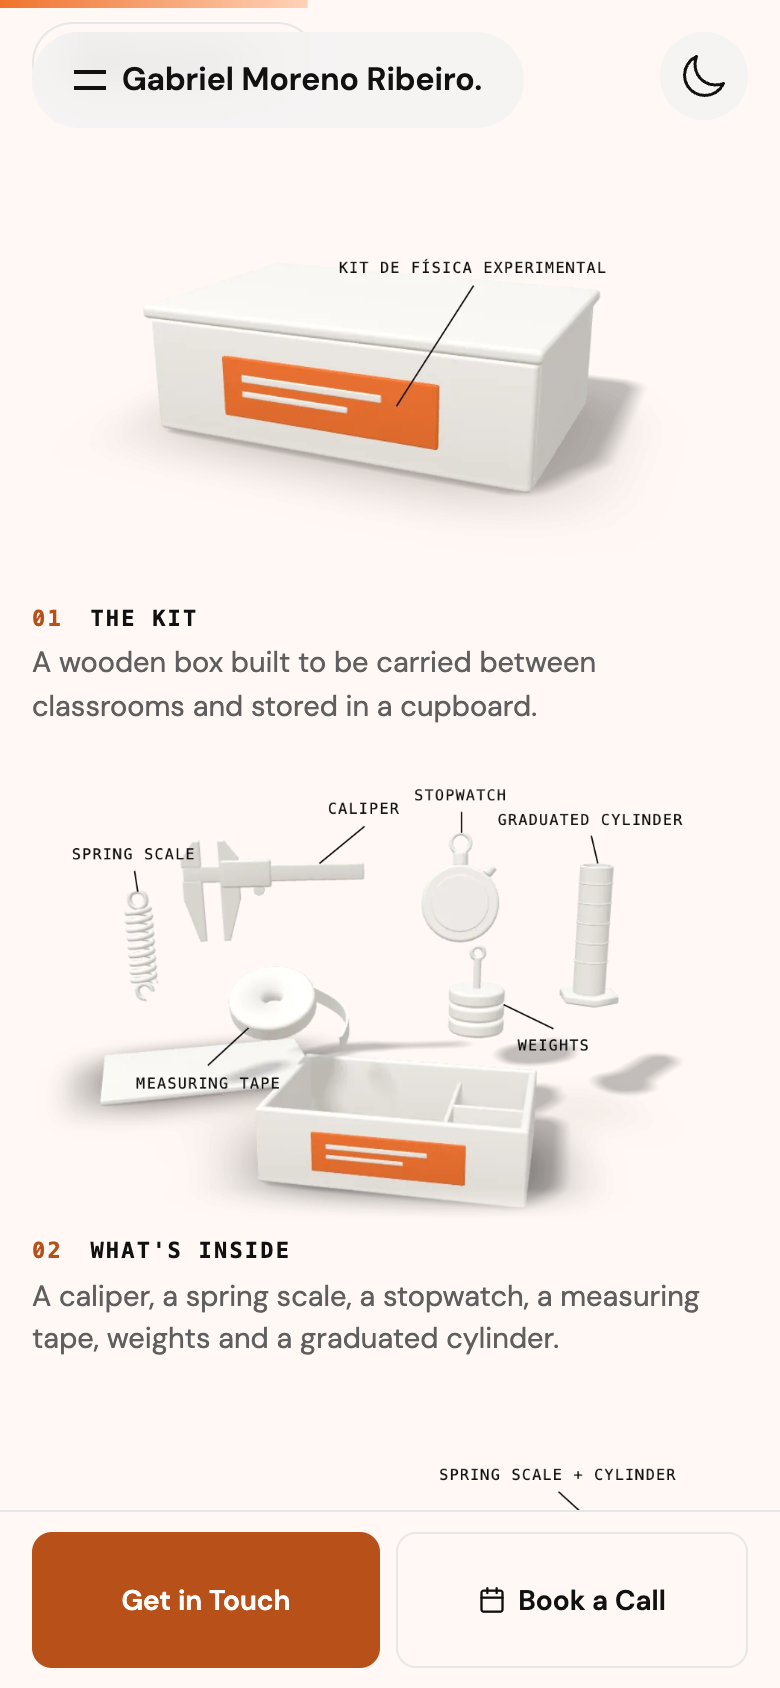 Gabriel Moreno Ribeiro.
KIT DE FÍSICA EXPERIMENTAL
01 THE KIT
A wooden box built to be carried between
classrooms and stored in a cupboard.
STOPWATCH
CALIPER
GRADUATED CYLINDER
SPRING SCALE
WEIGHTS
MEASURING TAPE
02 WHAT'S INSIDE
A caliper, a spring scale, a stopwatch, a measuring
tape, weights and a graduated cylinder.
SPRING SCALE + CYLINDER
Get in Touch
Book a Call